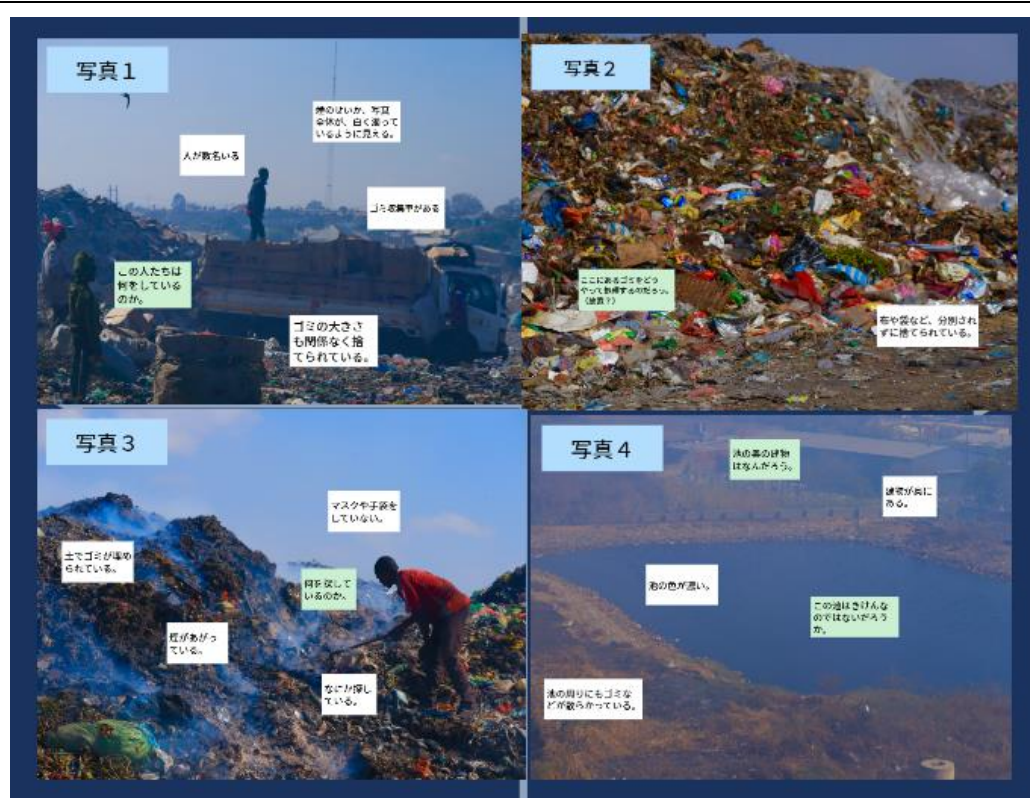 写真１
煙のせいか、写真
全体が、白く濁って
いるように見える。
人が数名いる
ゴミ収集車がある
この人たちは
何をしている
のか。
ゴミの大きさ
も関係なく捨
てられている。
写真２
ここにあるゴミをどう
やって処理するのだろう。
（放置？）
布や袋など、分別され
ずに捨てられている。
写真３
マスクや手袋を
していない。
土でゴミが埋め
られている。
何を探して
いるのか、
煙があがっ
ている。
なにか探し
ている。
写真４
池の奥の建物
はなんだろう。
建物が奥に
ある。
池の色が濃い。
この池はきけんな
のではないだろう
か。
池の周りにもゴミな
どが散らかっている。